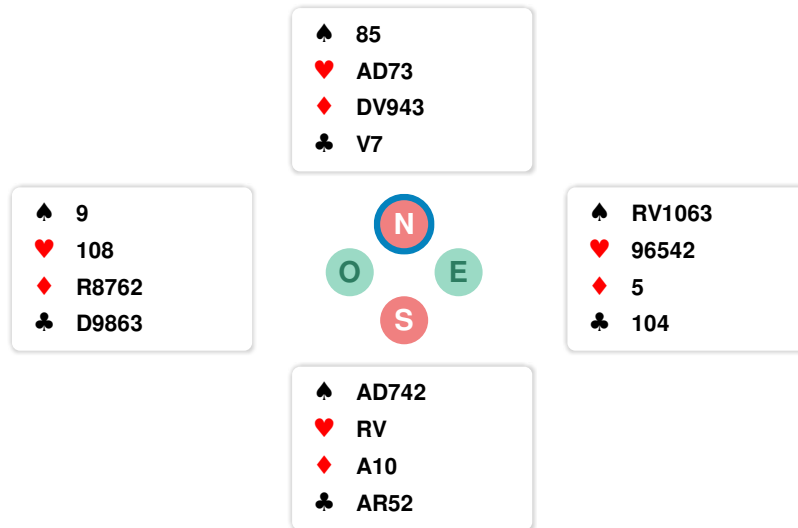 ♠ 85
♥ AD73
♦ DV943
♣ V7
♠ 9
♥ 108
♦ R8762
♣ D9863
N
O E
S
♠ RV1063
♥ 96542
♦ 5
♣ 104
♠ AD742
♥ RV
♦ A10
♣ AR52